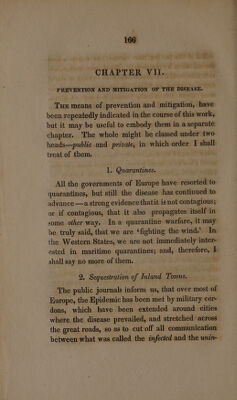 166
CHAPTER VII.
PREVENTION AND MITIGATION OF THE DISEASE.
The means of prevention and mitigation, have
been repeatedly indicated in the course of this work,
but it may be useful to embody them in a separate
chapter. The whole might be classed under two
heads—public and private, in which order I shall
treat of them.
1. Quarantines.
All the governments of Europe have resorted to
quarantines, but still the disease has continued to
advance—a strong evidence that it is not contagious;
or if contagious, that it also propagates itself in
some other way. In a quarantine warfare, it may
be truly said, that we are ‘fighting the wind.’ In
the Western States, we are not immediately inter-
ested in maritime quarantines; and, therefore, I
shall say no more of them.
2. Sequestration of Inland Towns.
The public journals inform us, that over most of
Europe, the Epidemic has been met by military cor-
dons, which have been extended around cities
where the disease prevailed, and stretched across
the great roads, so as to cut off all communication
between what was called the infected and the unin-